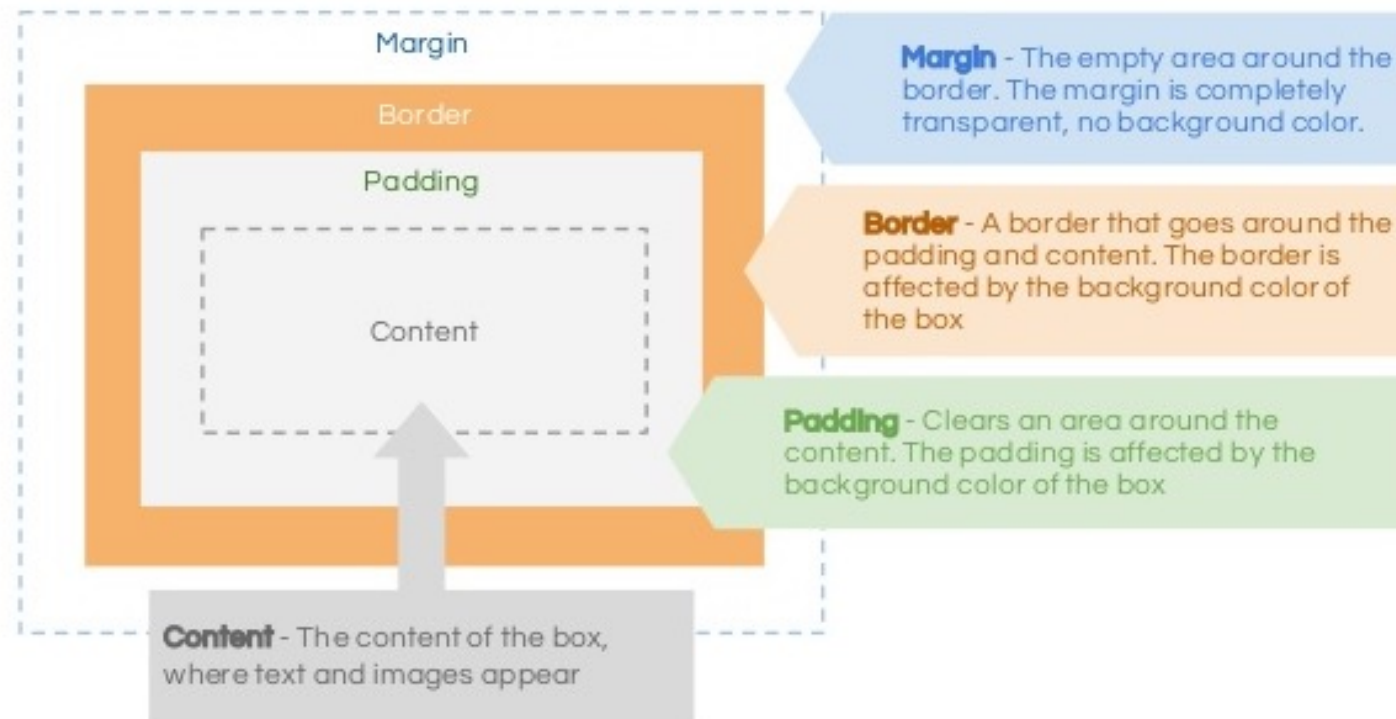 Margin
Border
Padding
Content
Margin - The empty area around the
border. The margin is completely
transparent, no background color.
Border - A border that goes around the
padding and content. The border is
affected by the background color of
the box
Padding - Clears an area around the
content. The padding is affected by the
background color of the box
Content - The content of the box,
where text and images appear